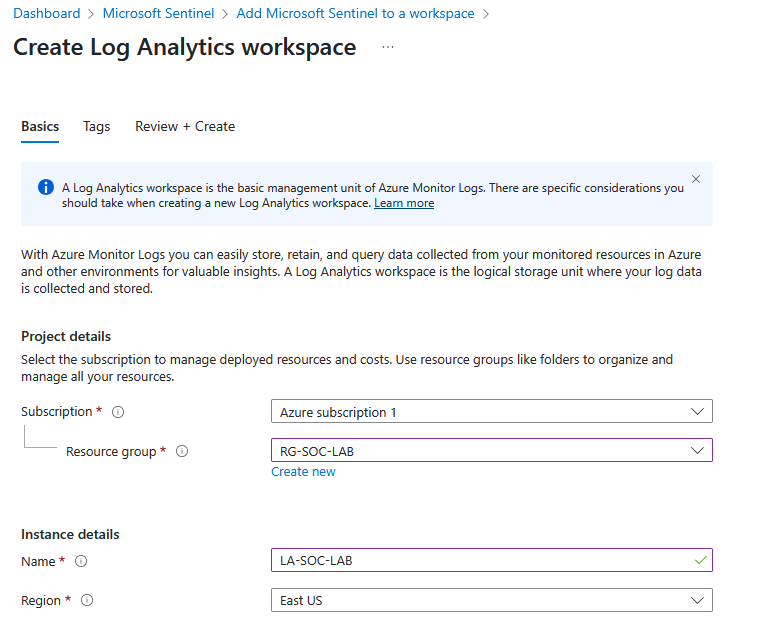 Dashboard > Microsoft Sentinel > Add Microsoft Sentinel to a workspace >
Create Log Analytics workspace ...
Basics Tags Review + Create
A Log Analytics workspace is the basic management unit of Azure Monitor Logs. There are specific considerations you
should take when creating a new Log Analytics workspace. Learn more
With Azure Monitor Logs you can easily store, retain, and query data collected from your monitored resources in Azure
and other environments for valuable insights. A Log Analytics workspace is the logical storage unit where your log data
is collected and stored.
Project details
Select the subscription to manage deployed resources and costs. Use resource groups like folders to organize and
manage all your resources.
Subscription * Azure subscription 1
Resource group * RG-SOC-LAB
Create new
Instance details
Name * LA-SOC-LAB
Region * East US